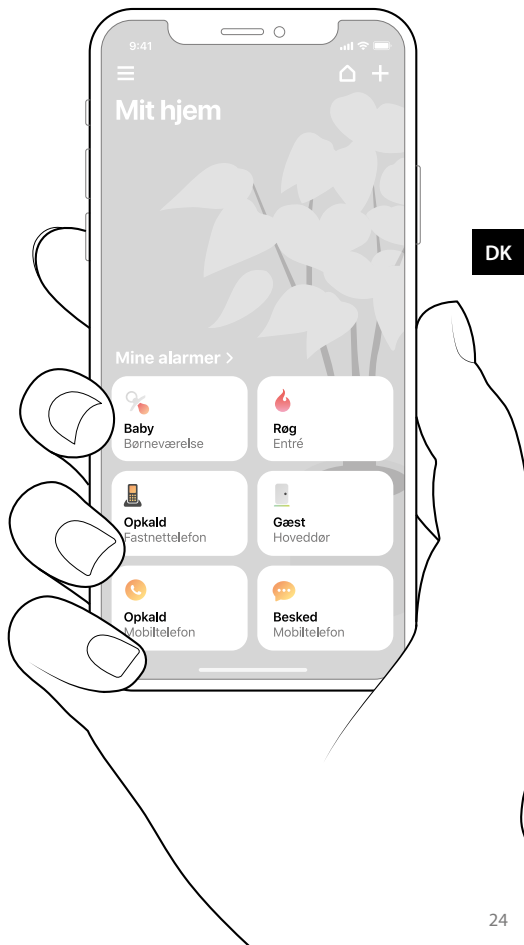 9:41
Mit hjem
DK
Mine alarmer >
Baby
Børneværelse
Røg
Entré
Opkald
Fastnettelefon
Gæst
Hoveddør
Opkald
Mobiltelefon
Besked
Mobiltelefon
24